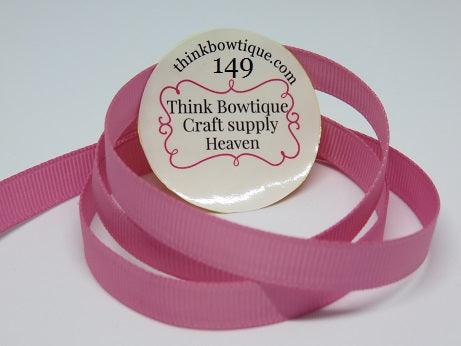 thinkbowtique.com
149
Think Bowtique
Craft supply
Heaven